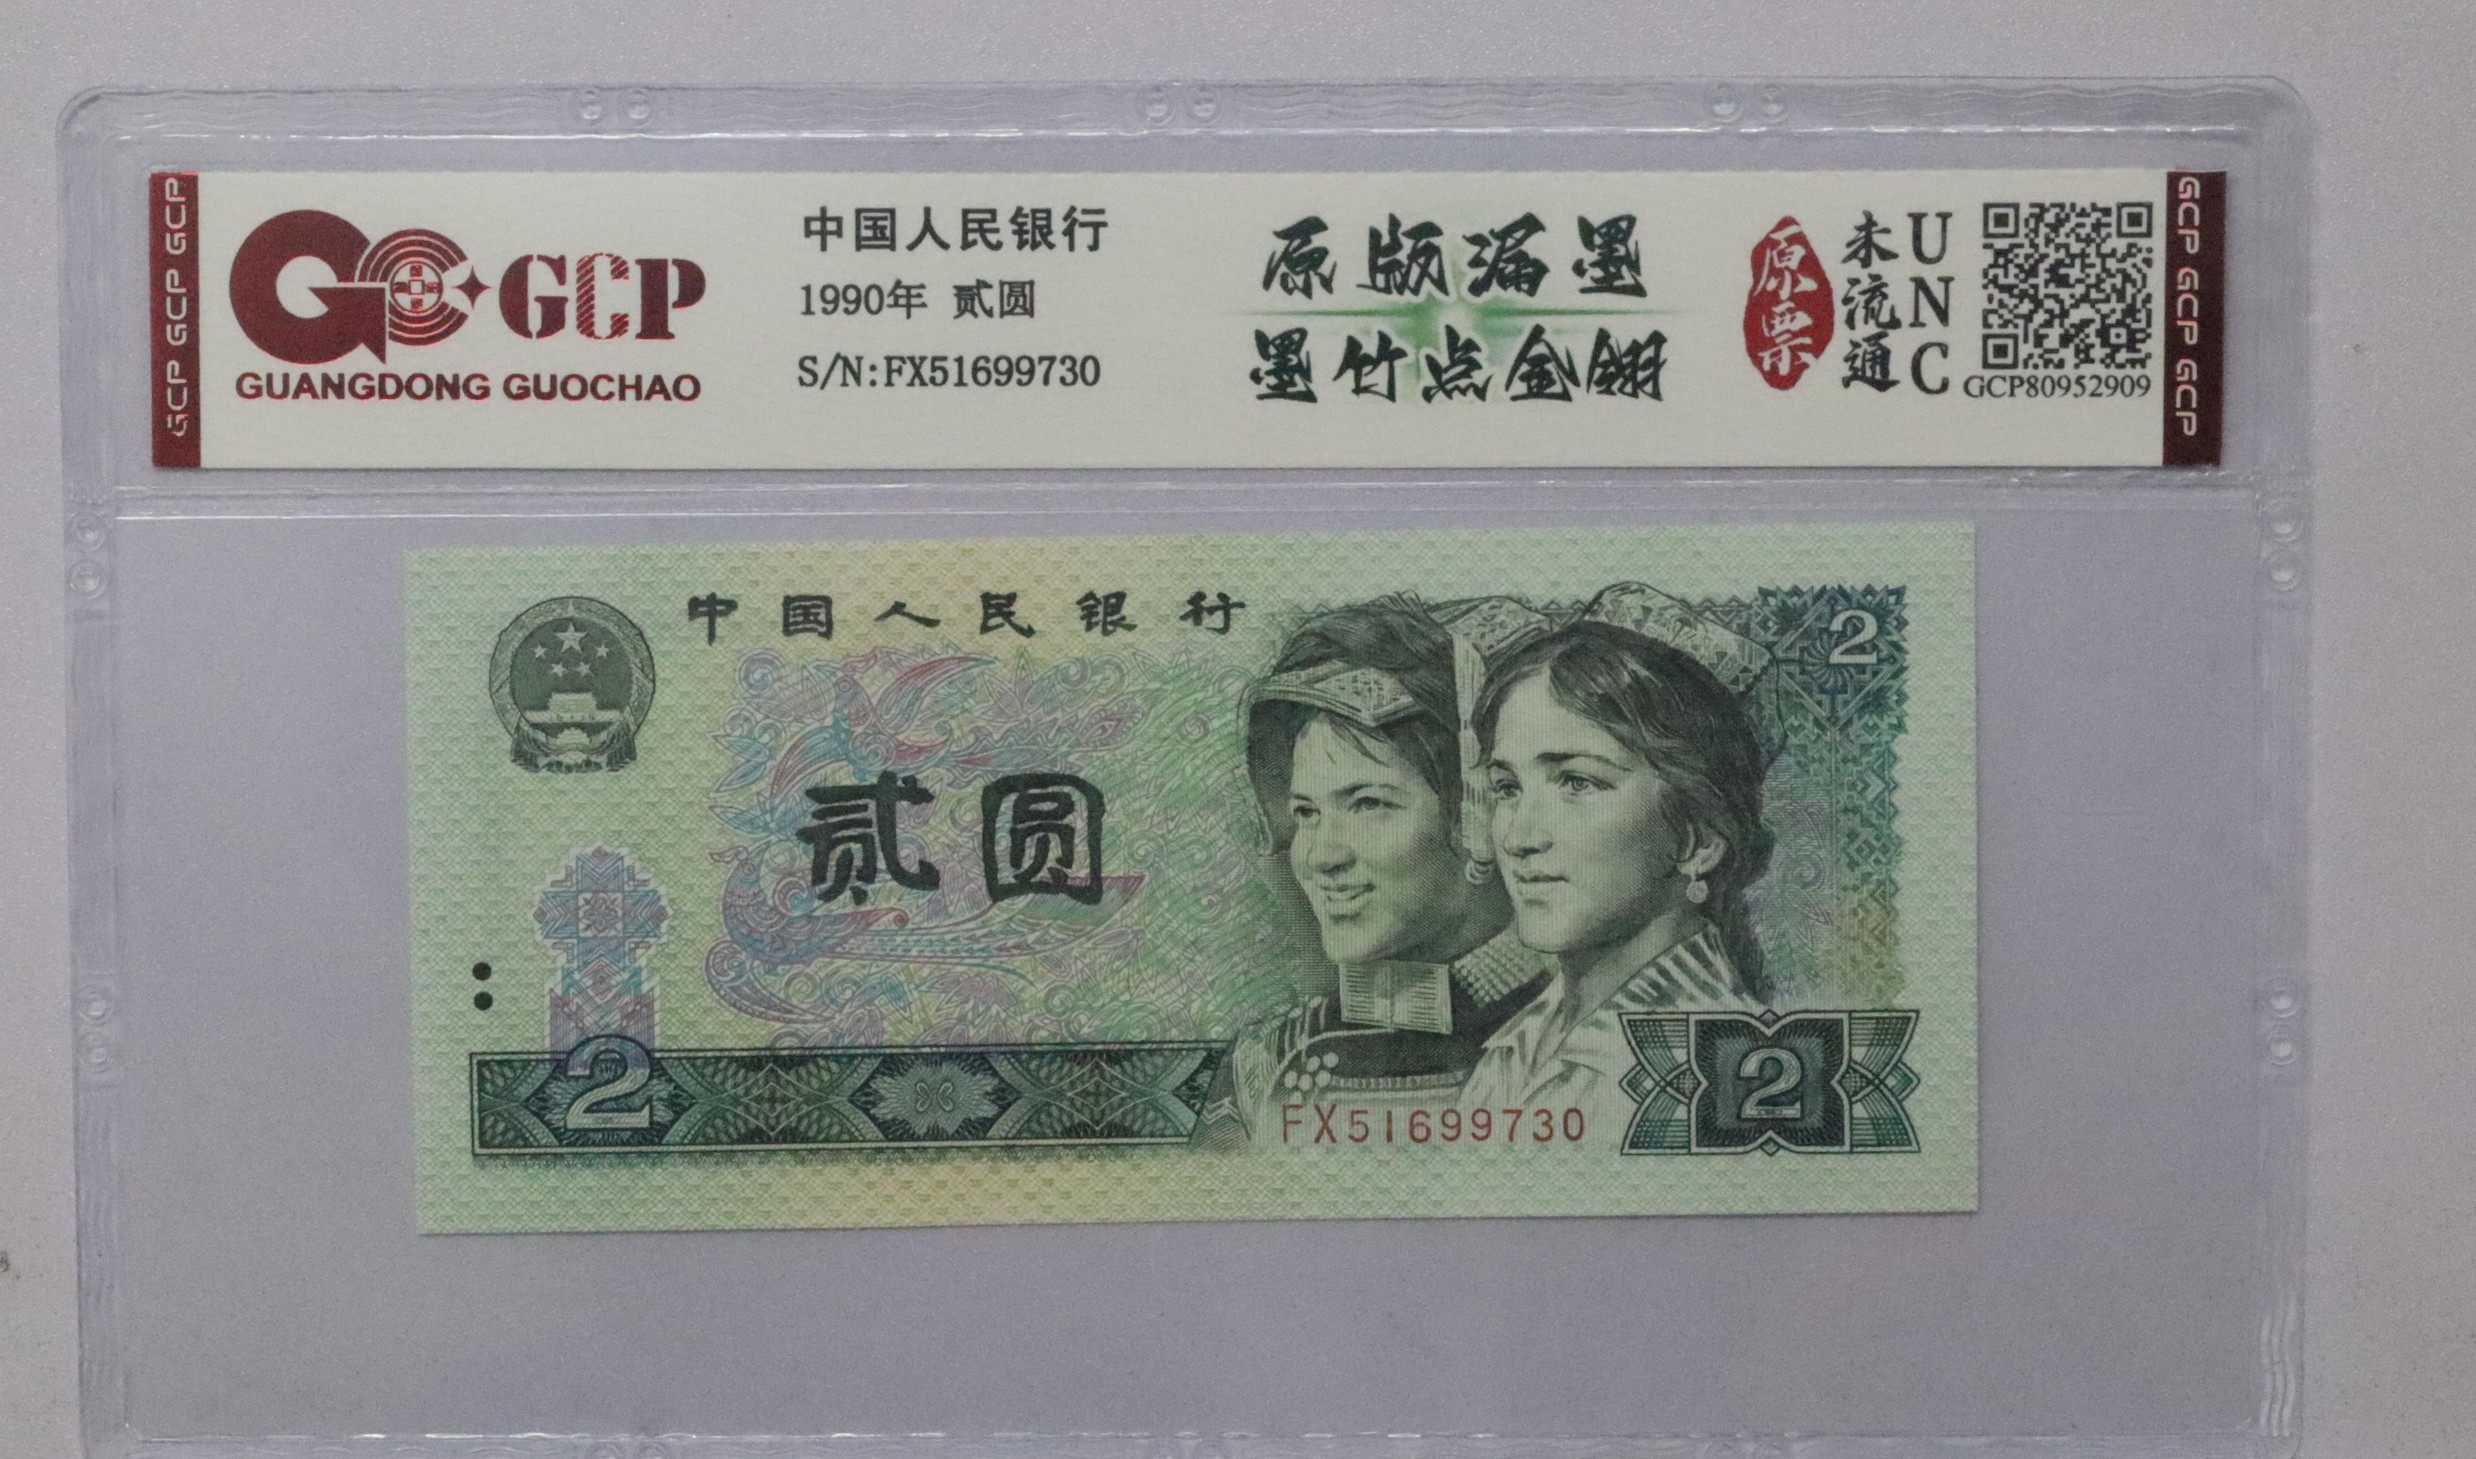 GCP GCP GCP
GCP
GUANGDONG GUOCHAO
中国人民银行
1990年 贰圆
S/N:FX51699730
原版漏墨
墨竹点金翎
原票
未流通
UNC
GCP80952909
GCP GCP GCP
中国人民银行
2
贰圆
2
FX51699730
2